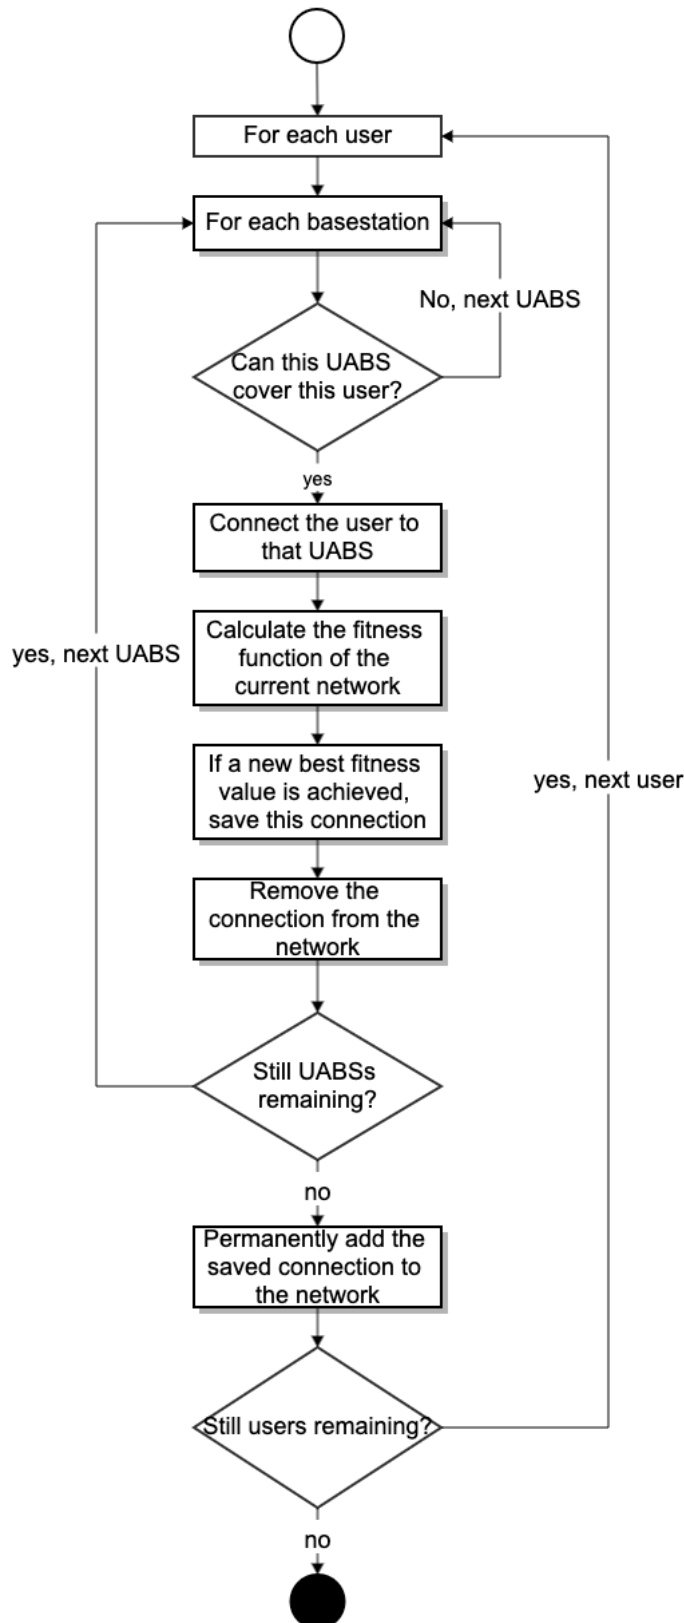 For each user
For each basestation
No, next UABS
Can this UABS
cover this user?
yes
Connect the user to
that UABS
Calculate the fitness
function of the
current network
yes, next UABS
If a new best fitness
value is achieved,
save this connection
yes, next user
Remove the
connection from the
network
Still UABSs
remaining?
no
Permanently add the
saved connection to
the network
Still users remaining?
no